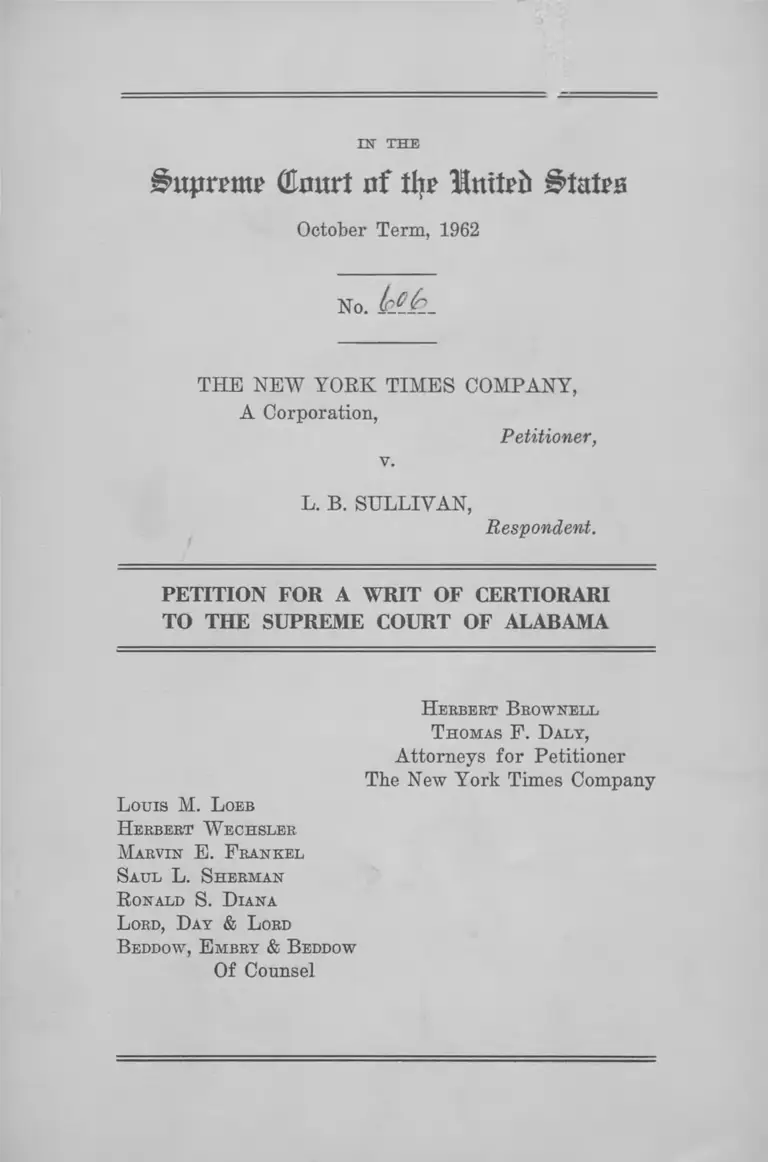 IN THE
Supreme Court of the United States
October Term, 1962
No. 606
THE NEW YORK TIMES COMPANY,
A Corporation,
Petitioner,
v.
L. B. SULLIVAN,
Respondent.
PETITION FOR A WRIT OF CERTIORARI
TO THE SUPREME COURT OF ALABAMA
HERBERT BROWNELL
THOMAS F. DALY,
Attorneys for Petitioner
The New York Times Company
LOUIS M. LOEB
HERBERT WECHSLER
MARVIN E. FRANKEL
SAUL L. SHERMAN
RONALD S. DIANA
LORD, DAY & LORD
BEDDOW, EMBRY & BEDDOW
Of Counsel